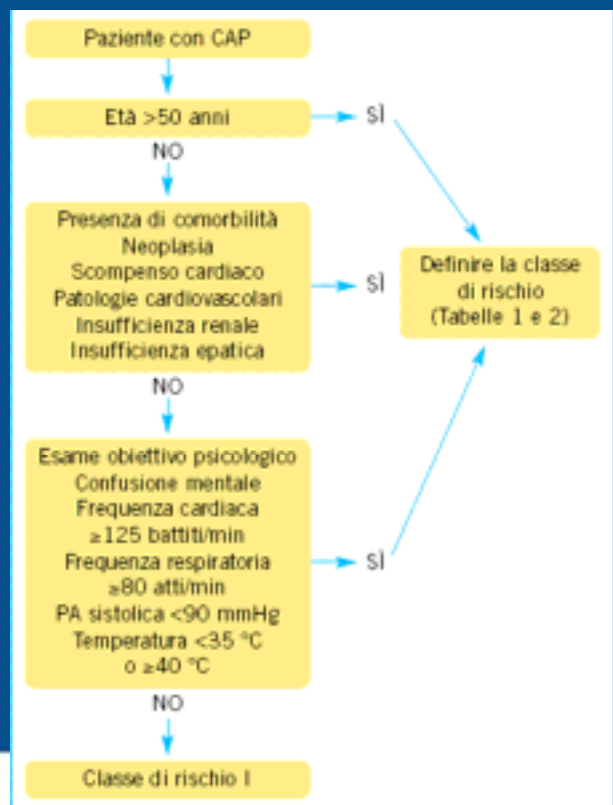 Paziente con CAP
Età >50 anni
SÌ
NO
Presenza di comorbilità
Neoplasia
Scompenso cardiaco
Patologie cardiovascolari
Insufficienza renale
Insufficienza epatica
SÌ
Definire la classe
di rischio
(Tabelle 1 e 2)
NO
Esame obiettivo psicologico
Confusione mentale
Frequenza cardiaca
≥125 battiti/min
Frequenza respiratoria
≥80 atti/min
PA sistolica <90 mmHg
Temperatura <35 °C
o ≥40 °C
SÌ
NO
Classe di rischio I